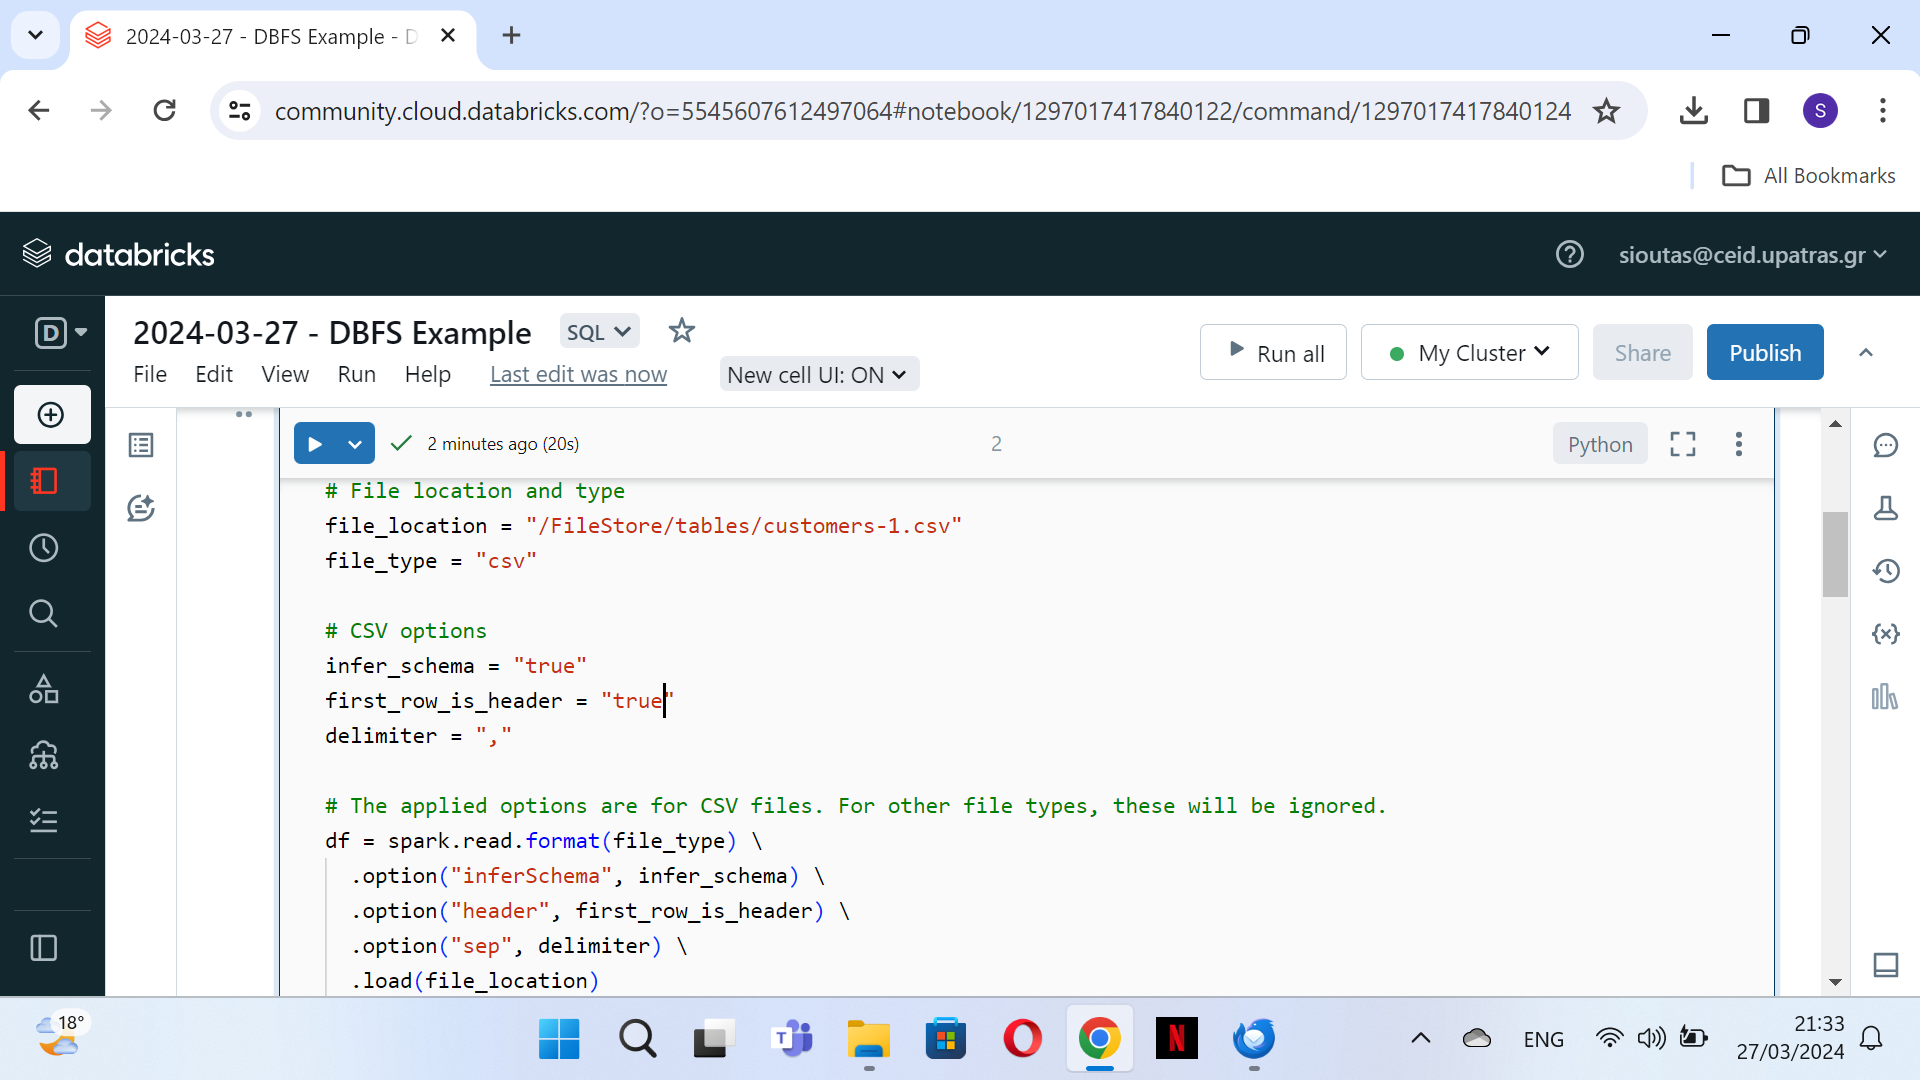 2024-03-27 - DBFS Example - D
community.cloud.databricks.com/?o=5545607612497064#notebook/1297017417840122/command/1297017417840124
S
All Bookmarks
databricks
sioutas@ceid.upatras.gr
D
2024-03-27 - DBFS Example
SQL
File Edit View Run Help Last edit was now
New cell UI: ON
Run all
My Cluster
Share
Publish
2 minutes ago (20s)
2
Python
# File location and type
file_location = "/FileStore/tables/customers-1.csv"
file_type = "csv"
# CSV options
infer_schema = "true"
first_row_is_header = "true"
delimiter = ","
# The applied options are for CSV files. For other file types, these will be ignored.
df = spark.read.format(file_type) \
.option("inferSchema", infer_schema) \
.option("header", first_row_is_header) \
.option("sep", delimiter) \
.load(file_location)
18°
T
N
ENG
21:33
27/03/2024